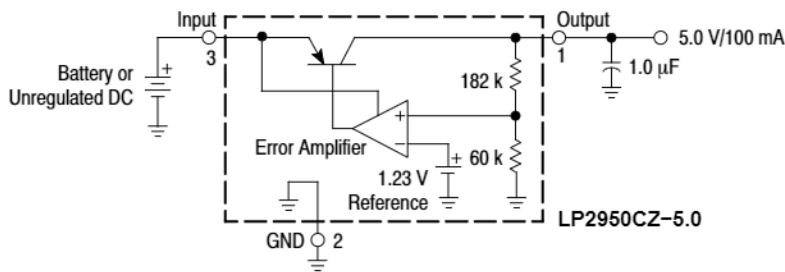 Input
3
Output
1
5.0 V/100 mA
1.0 µF
Battery or
Unregulated DC
+
182 k
Error Amplifier
+
−
60 k
1.23 V
+
Reference
LP2950CZ−5.0
GND
2